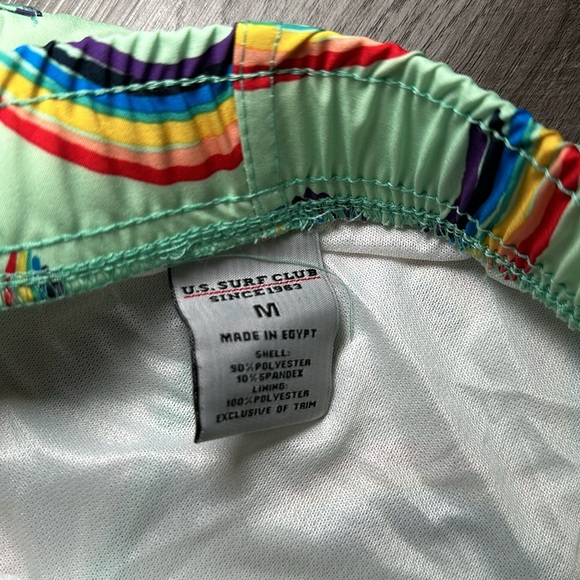 U.S. SURF CLUB
SINCE 1963
M
MADE IN EGYPT
SHELL:
90%POLYESTER
10%SPANDEX
LINING:
100%POLYESTER
EXCLUSIVE OF TRIM